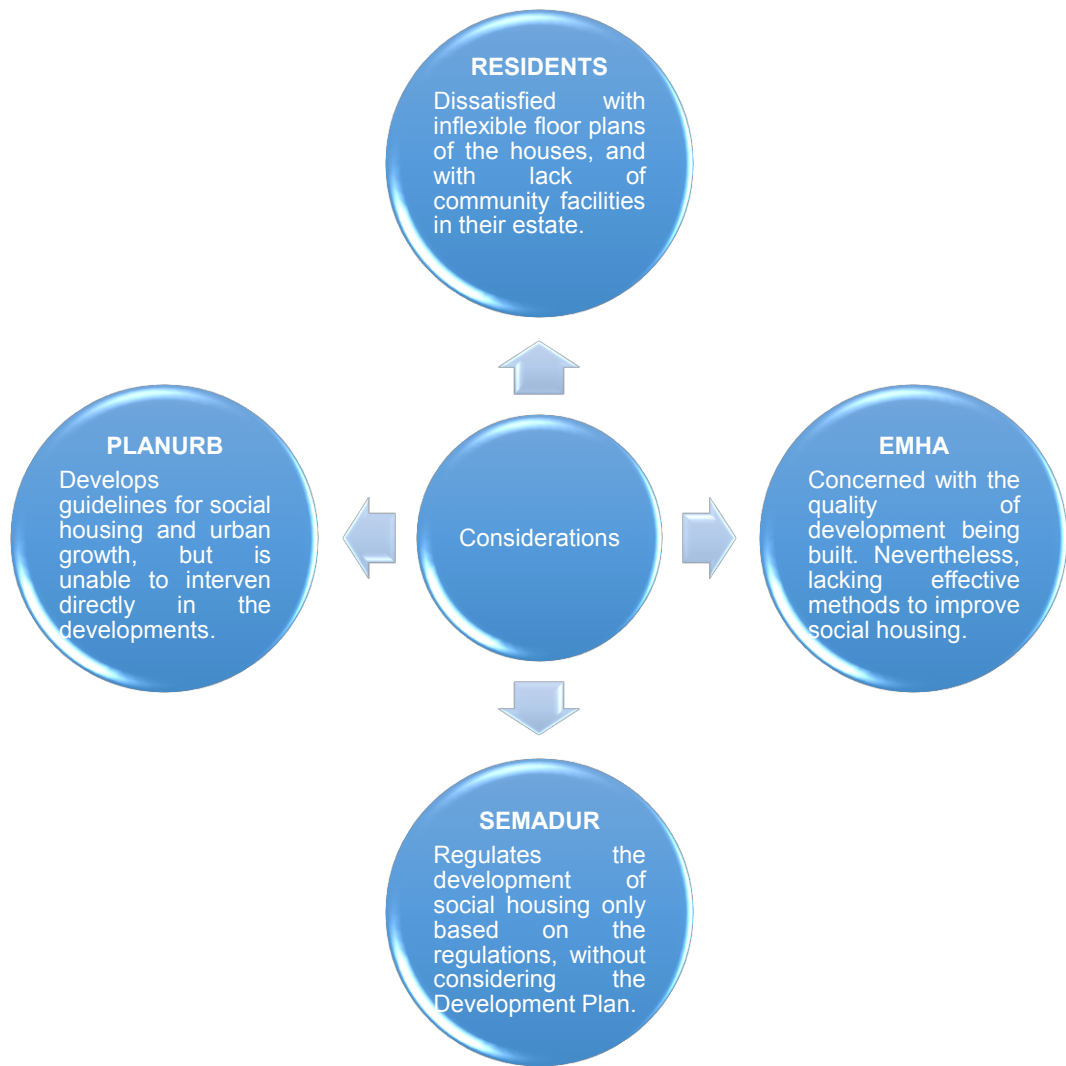 RESIDENTS
Dissatisfied with
inflexible floor plans
of the houses, and
with lack of
community facilities
in their estate.
PLANURB
Develops
guidelines for social
housing and urban
growth, but is
unable to interven
directly in the
developments.
Considerations
EMHA
Concerned with the
quality of
development being
built. Nevertheless,
lacking effective
methods to improve
social housing.
SEMADUR
Regulates the
development of
social housing only
based on the
regulations, without
considering the
Development Plan.